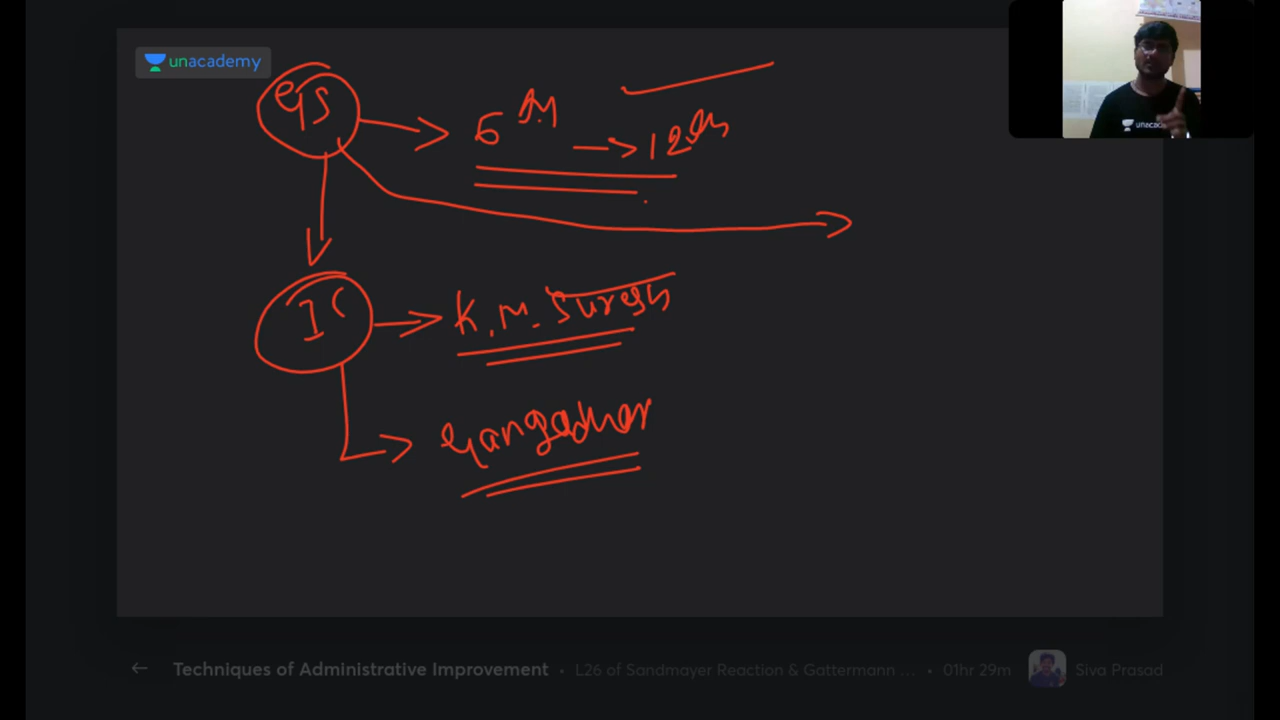 unacademy
GS → 6th → 12th
IC → K.M. Suresh
→ Gangadhar
unacade
← Techniques of Administrative Improvement • L26 of Sandmayer Reaction & Gattermann ... • 01hr 29m Siva Prasad